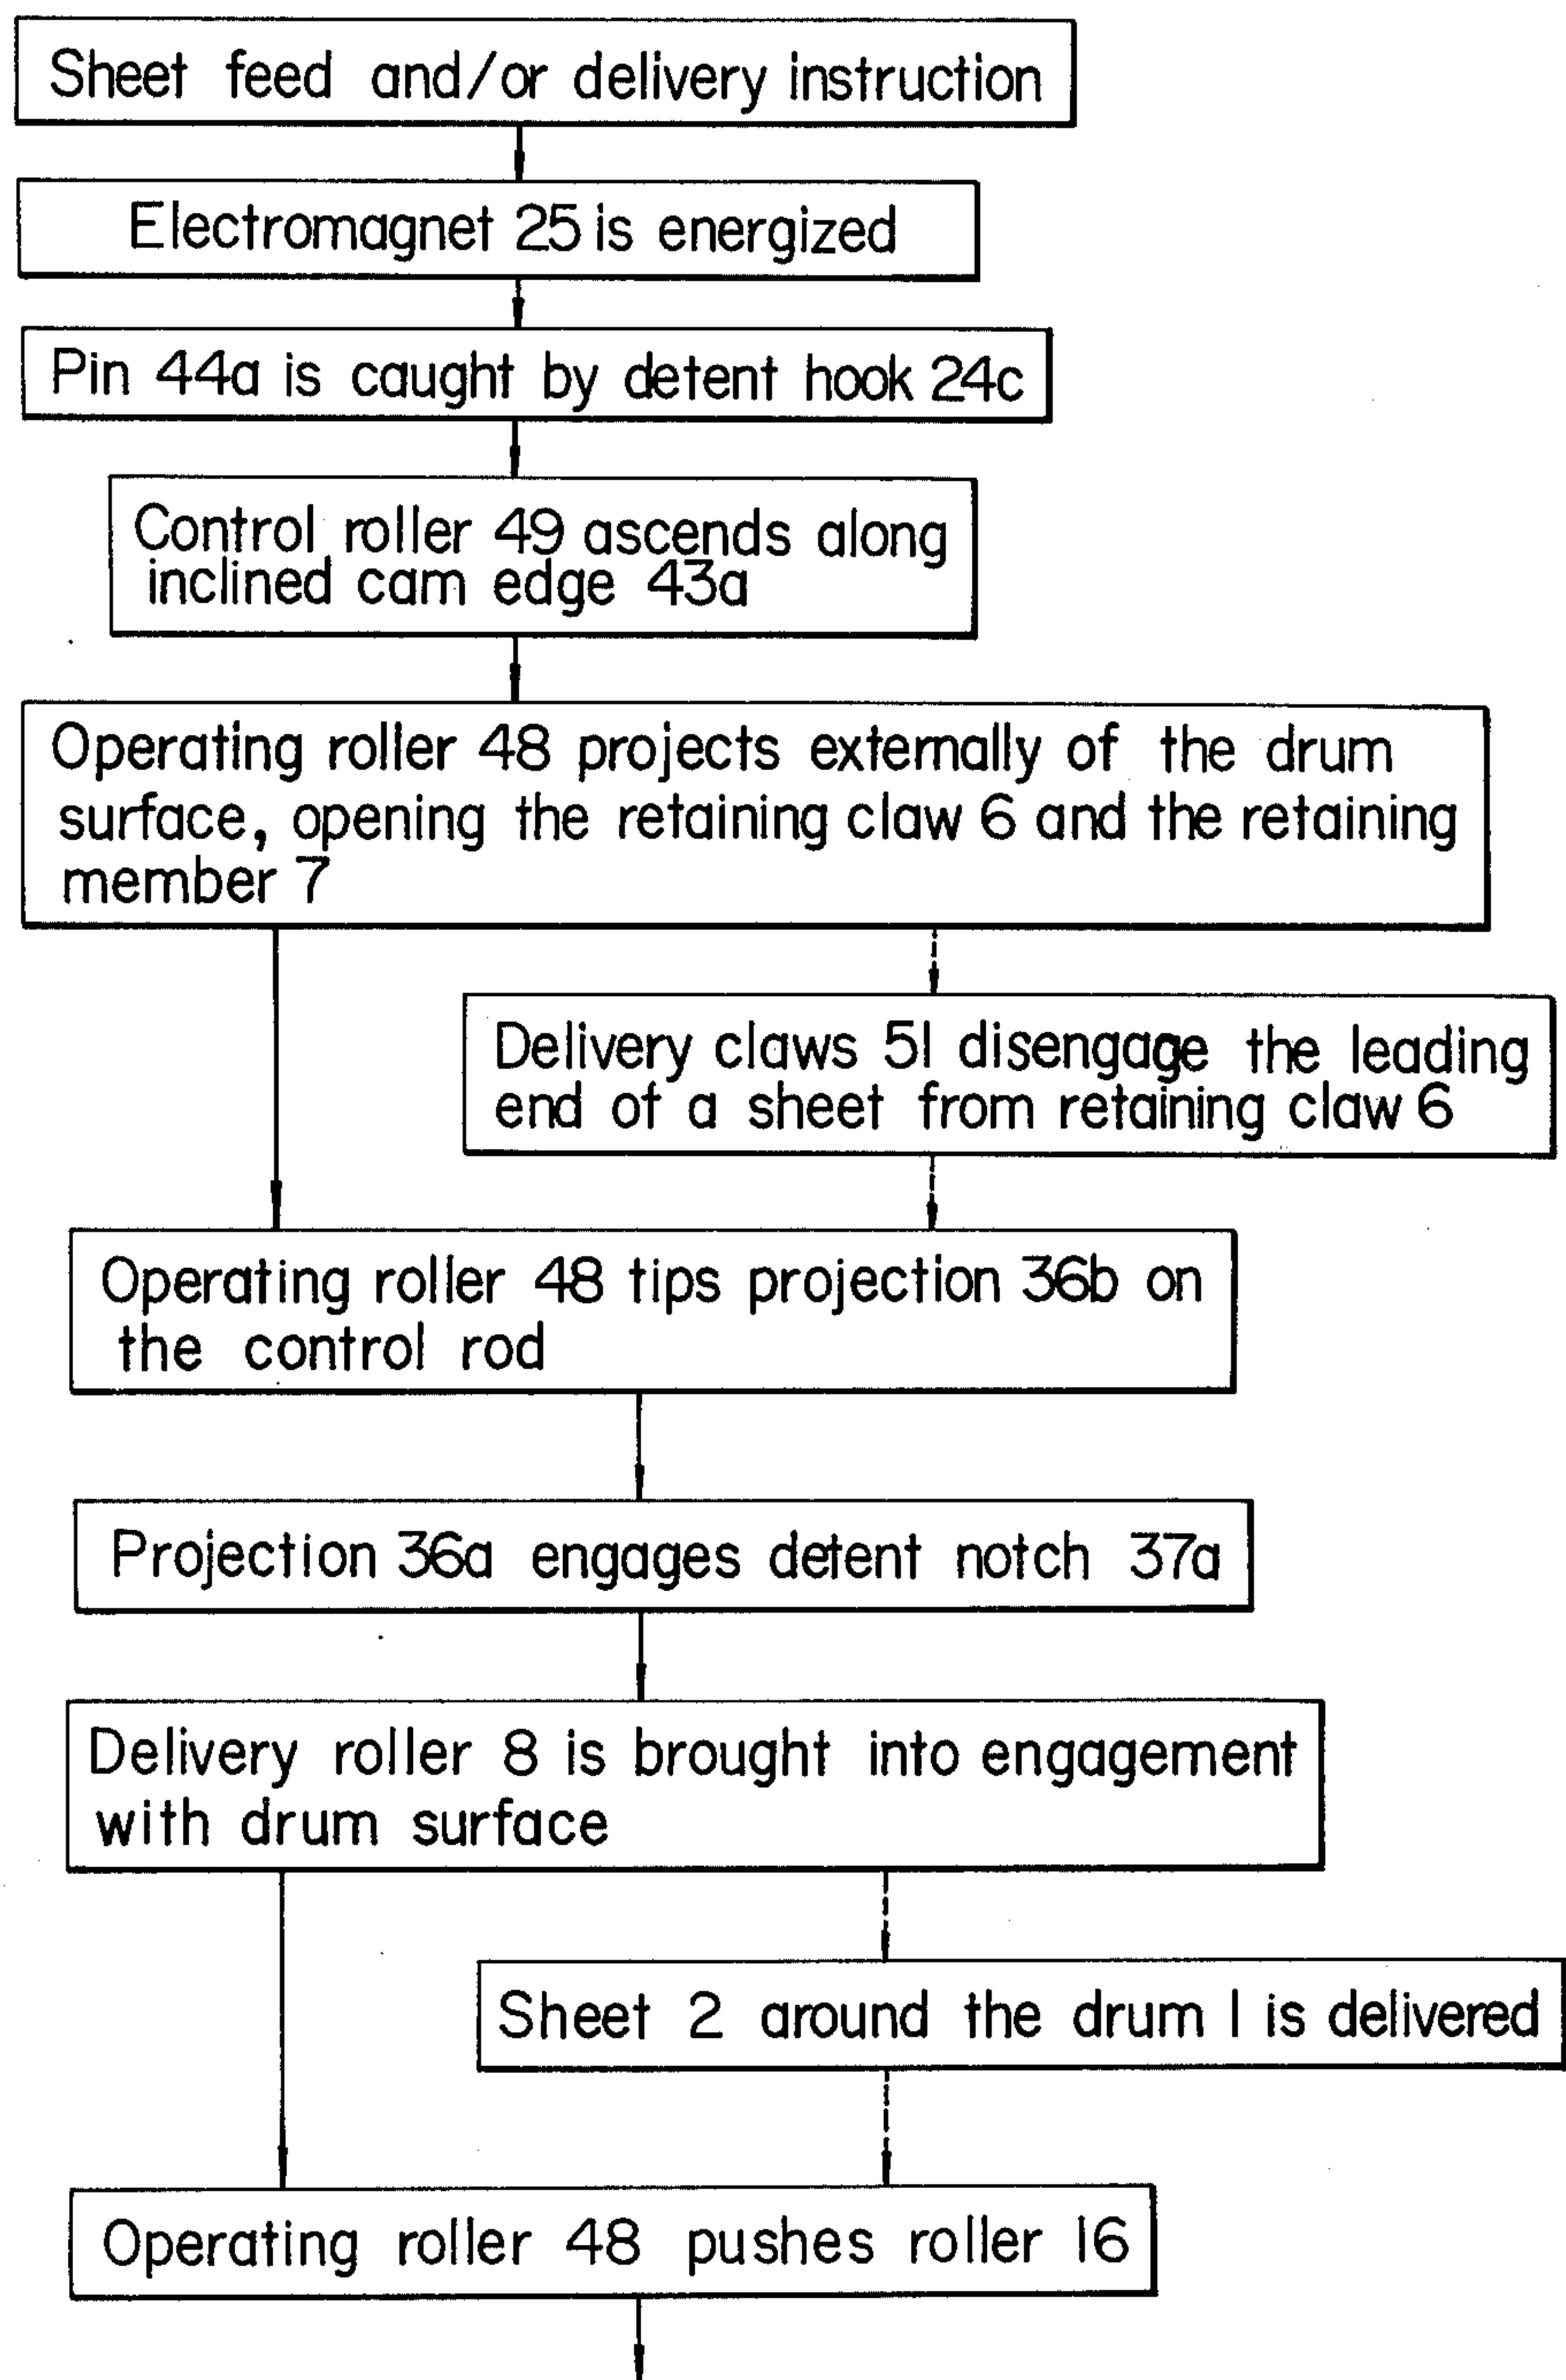 Sheet feed and/or delivery instruction
Electromagnet 25 is energized
Pin 44a is caught by detent hook 24c
Control roller 49 ascends along
inclined cam edge 43a
Operating roller 48 projects externally of the drum
surface, opening the retaining claw 6 and the retaining
member 7
Delivery claws 51 disengage the leading
end of a sheet from retaining claw 6
Operating roller 48 tips projection 36b on
the control rod
Projection 36a engages detent notch 37a
Delivery roller 8 is brought into engagement
with drum surface
Sheet 2 around the drum 1 is delivered
Operating roller 48 pushes roller 16